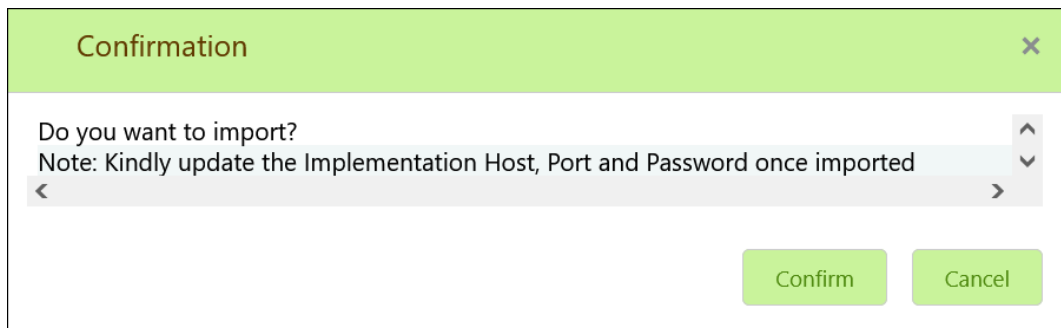 Confirmation
Do you want to import?
Note: Kindly update the Implementation Host, Port and Password once imported
Confirm
Cancel